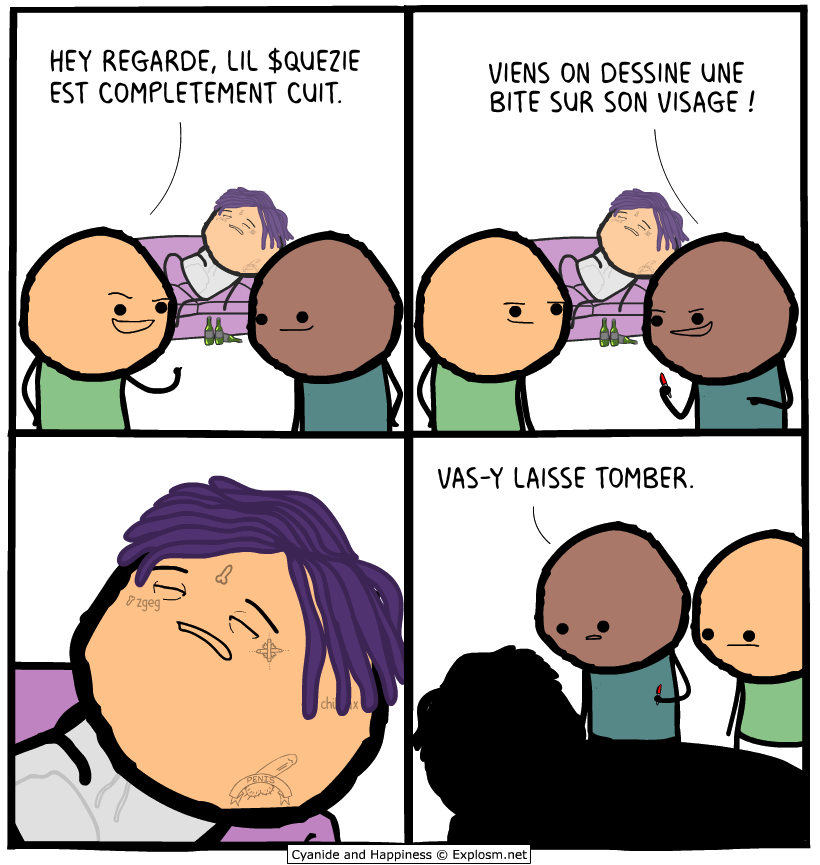 HEY REGARDE, LIL $QUEZIE
EST COMPLETEMENT CUIT.
VIENS ON DESSINE UNE
BITE SUR SON VISAGE !
zgeg
PENIS
VAS-Y LAISSE TOMBER.
Cyanide and Happiness © Explosm.net